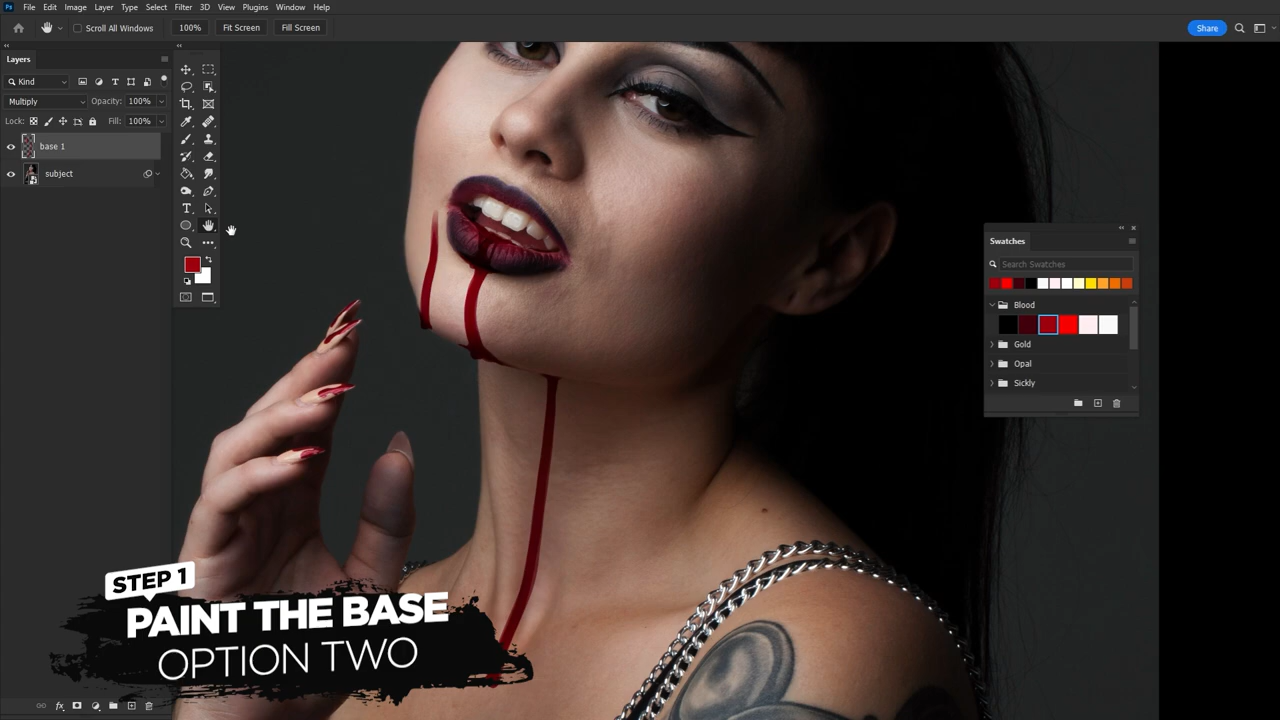 Ps File Edit Image Layer Type Select Filter 3D View Plugins Window Help
Scroll All Windows 100% Fit Screen Fill Screen Share
Layers
Kind
Multiply Opacity: 100%
Lock: Fill: 100%
base 1
subject
T
Swatches
Search Swatches
Blood
Gold
Opal
Sickly
fx
STEP 1
PAINT THE BASE
OPTION TWO